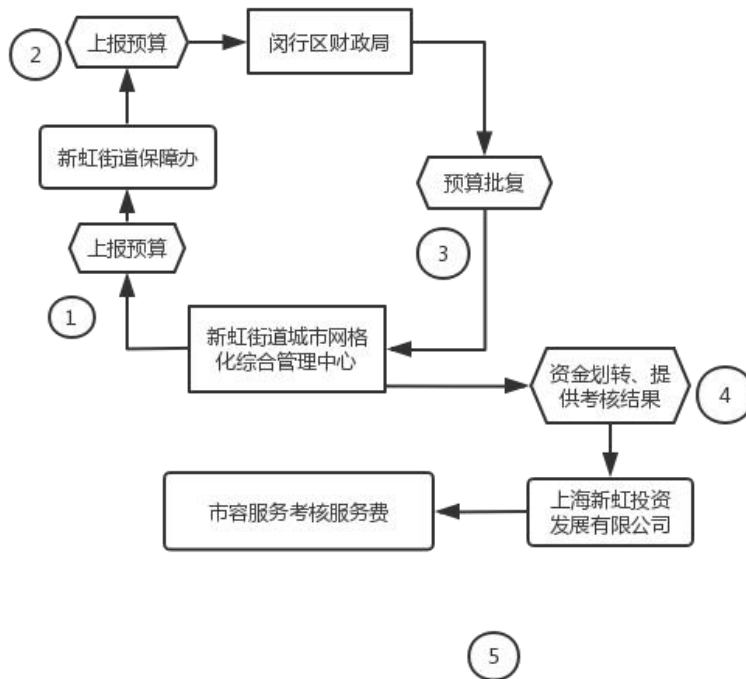 ②
上报预算
闵行区财政局
新虹街道保障办
预算批复
上报预算
③
①
新虹街道城市网格
化综合管理中心
资金划转、提
供考核结果
④
市容服务考核服务费
上海新虹投资
发展有限公司
⑤